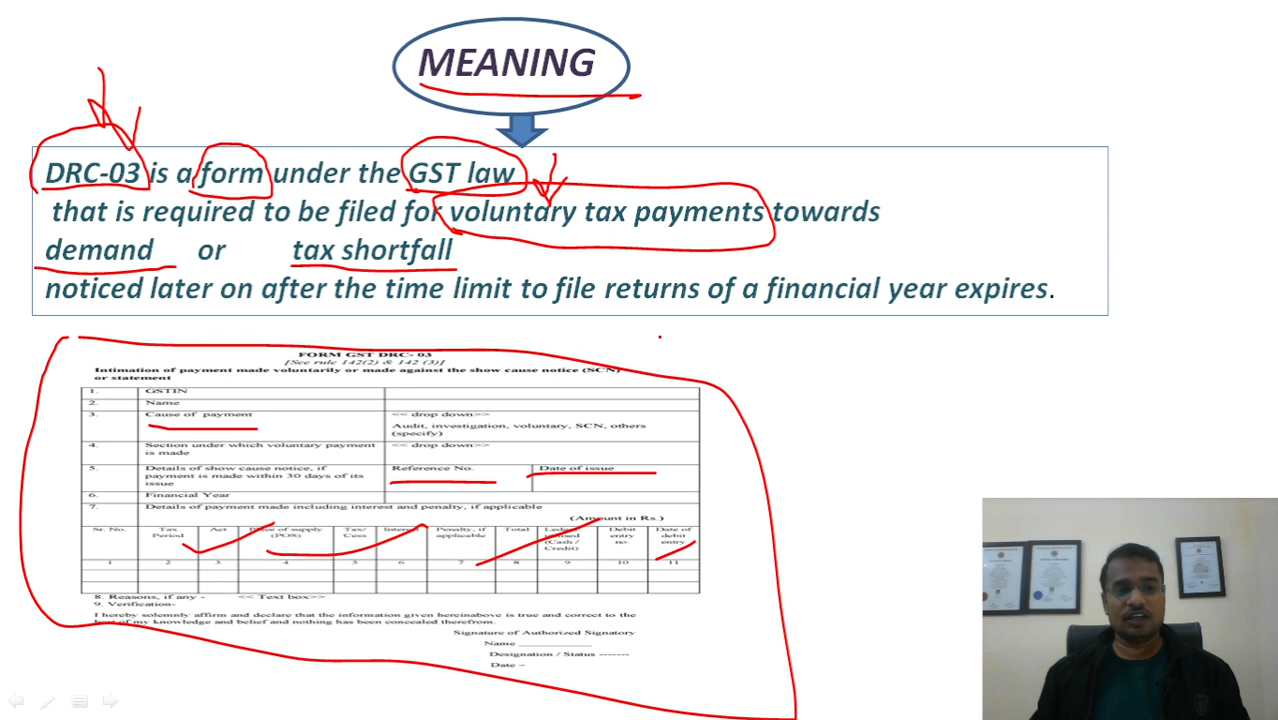 MEANING
DRC-03 is a form under the GST law
that is required to be filed for voluntary tax payments towards
demand or tax shortfall
noticed later on after the time limit to file returns of a financial year expires.
FORM GST DRC- 03
[See rule 142(2) & 142 (3)]
Intimation of payment made voluntarily or made against the show cause notice (SCN)
or statement
1. GSTIN
2. Name
3. Cause of payment << drop down>>
Audit, investigation, voluntary, SCN, others
(specify)
4. Section under which voluntary payment
is made << drop down>>
5. Details of show cause notice, if
payment is made within 30 days of its
issue
Reference No. Date of issue
6. Financial Year
7. Details of payment made including interest and penalty, if applicable
(Amount in Rs.)
Sr. No. Tax
Period
Act
Place of supply
(POS)
Tax/
Cess
Interest
Penalty, if
applicable
Total
Ledger
utilised
(Cash /
Credit)
Debit
entry
no.
Date of
debit
entry
1 2 3 4 5 6 7 8 9 10 11
8. Reasons, if any - << Text box>>
9. Verification-
I hereby solemnly affirm and declare that the information given hereinabove is true and correct to the
best of my knowledge and belief and nothing has been concealed therefrom.
Signature of Authorized Signatory
Name ___________
Designation / Status -------
Date –